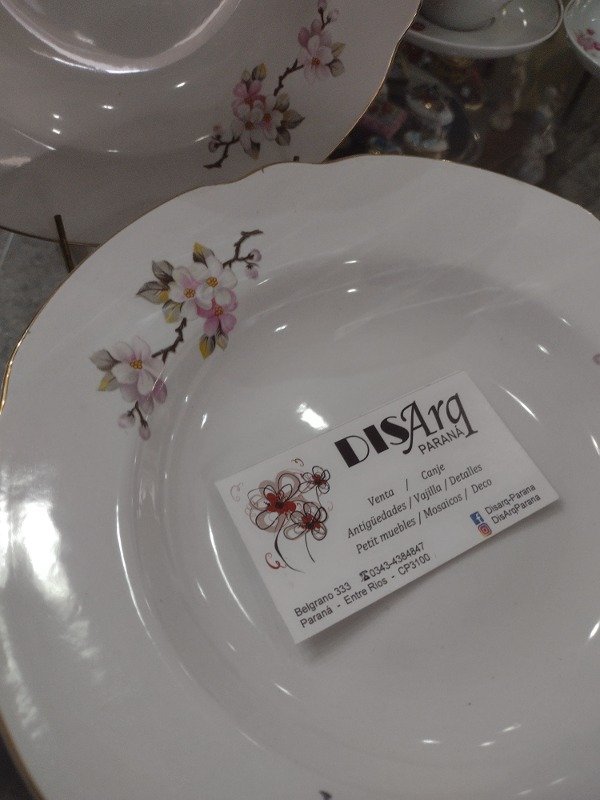 DISArq
PARANÁ
Venta / Canje
Antigüedades / Vajilla / Detalles
Petit muebles / Mosaicos / Deco
Disarq-Parana
DisArqParana
Belgrano 333 ☎0343-4384847
Paraná - Entre Rios - CP3100